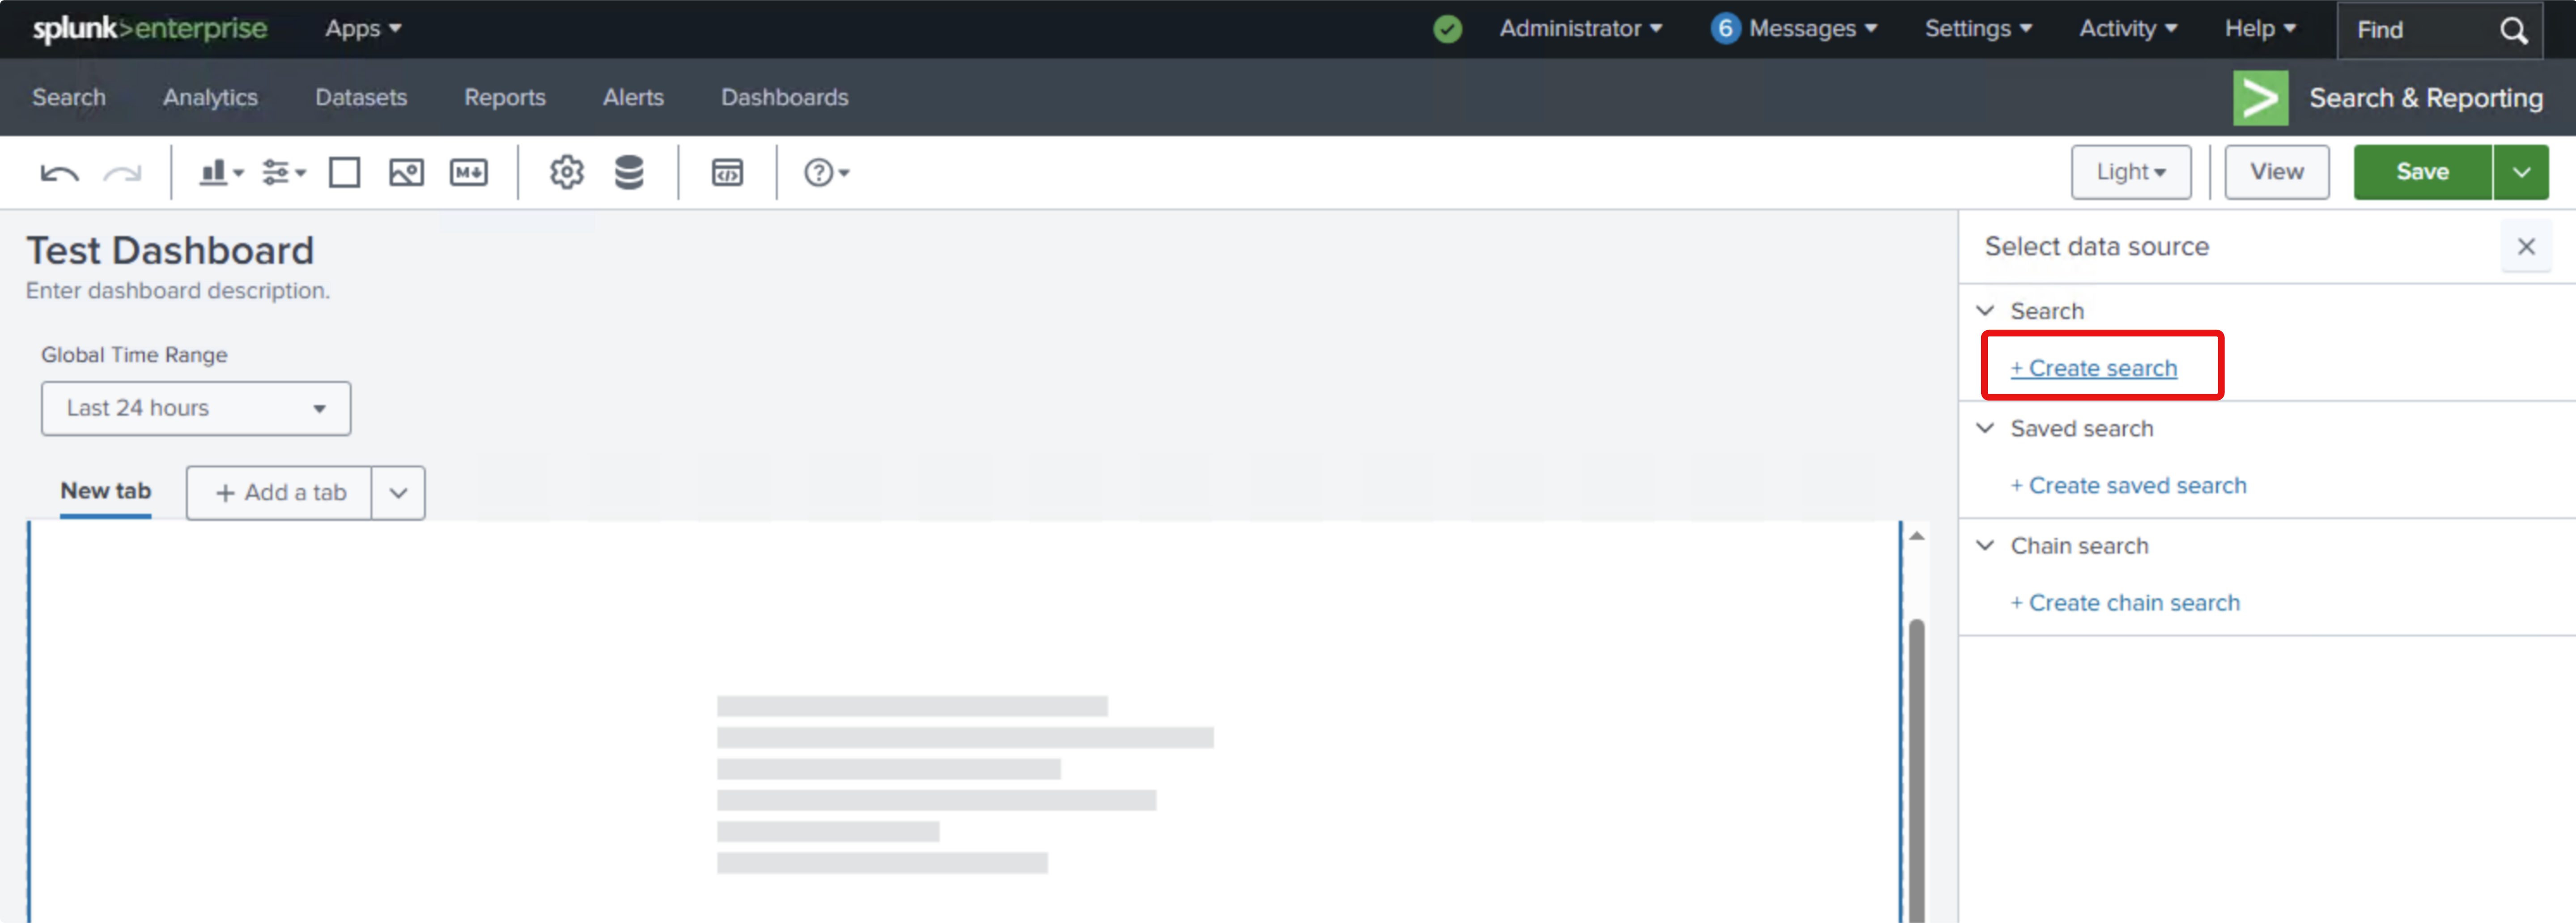 splunk>enterprise Apps Administrator 6 Messages Settings Activity Help Find
Search Analytics Datasets Reports Alerts Dashboards Search & Reporting
M Light View Save
Test Dashboard
Enter dashboard description.
Global Time Range
Last 24 hours
New tab + Add a tab
Select data source
Search
+ Create search
Saved search
+ Create saved search
Chain search
+ Create chain search